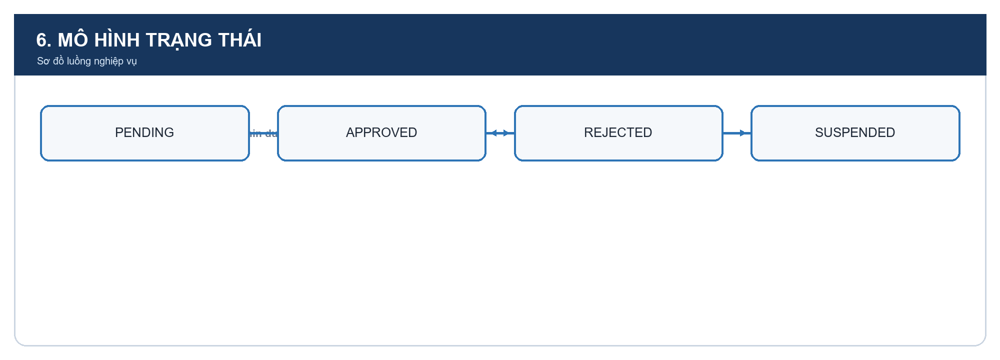 6. MÔ HÌNH TRẠNG THÁI
Sơ đồ luồng nghiệp vụ
PENDING
APPROVED
REJECTED
SUSPENDED